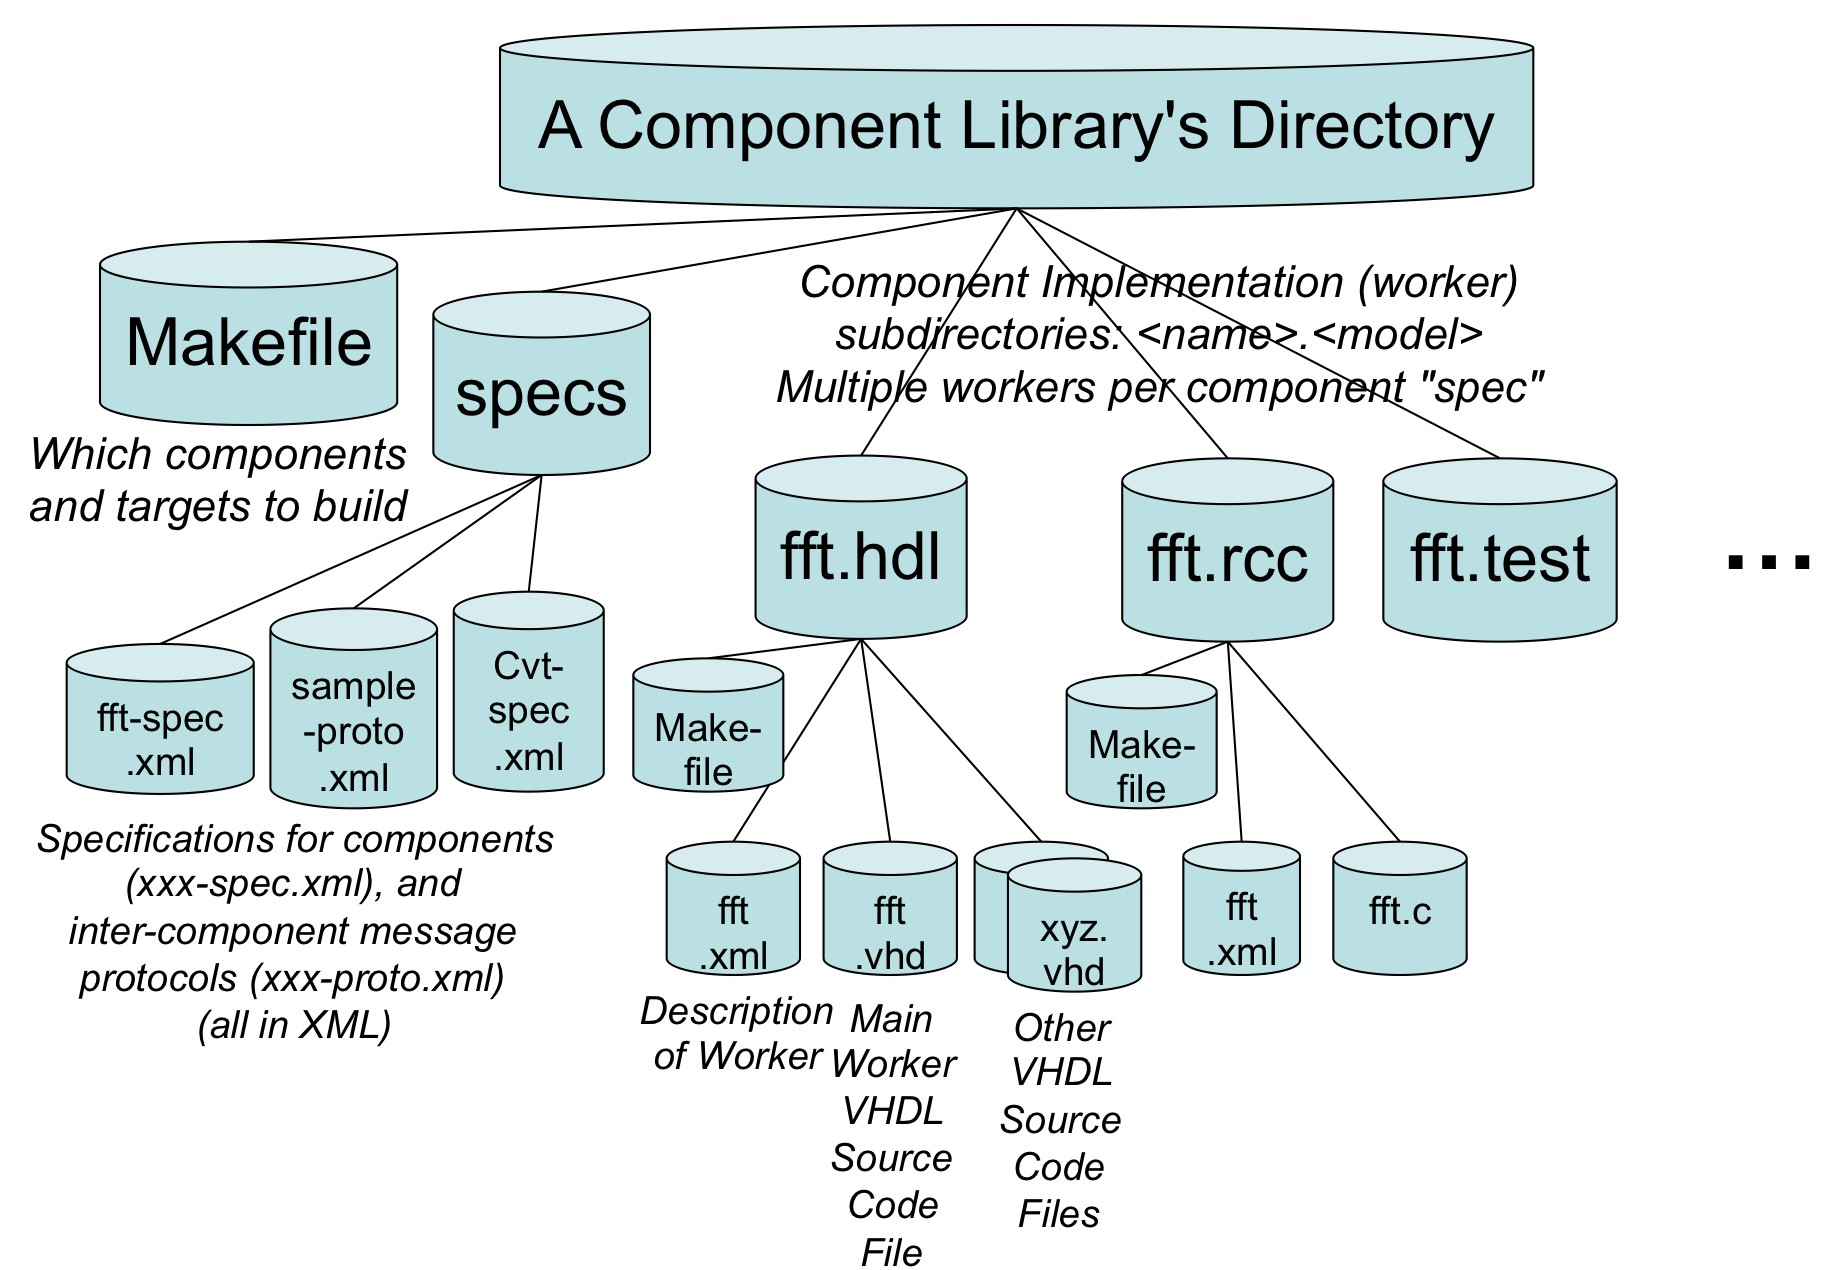 A Component Library's Directory
Makefile
Which components
and targets to build
specs
Component Implementation (worker)
subdirectories: <name>.<model>
Multiple workers per component "spec"
fft.hdl
fft.rcc
fft.test
...
fft-spec
.xml
sample
-proto
.xml
Cvt-
spec
.xml
Specifications for components
(xxx-spec.xml), and
inter-component message
protocols (xxx-proto.xml)
(all in XML)
Make-
file
fft
.xml
Description
of Worker
fft
.vhd
Main
Worker
VHDL
Source
Code
File
xyz.
vhd
Other
VHDL
Source
Code
Files
Make-
file
fft
.xml
fft.c